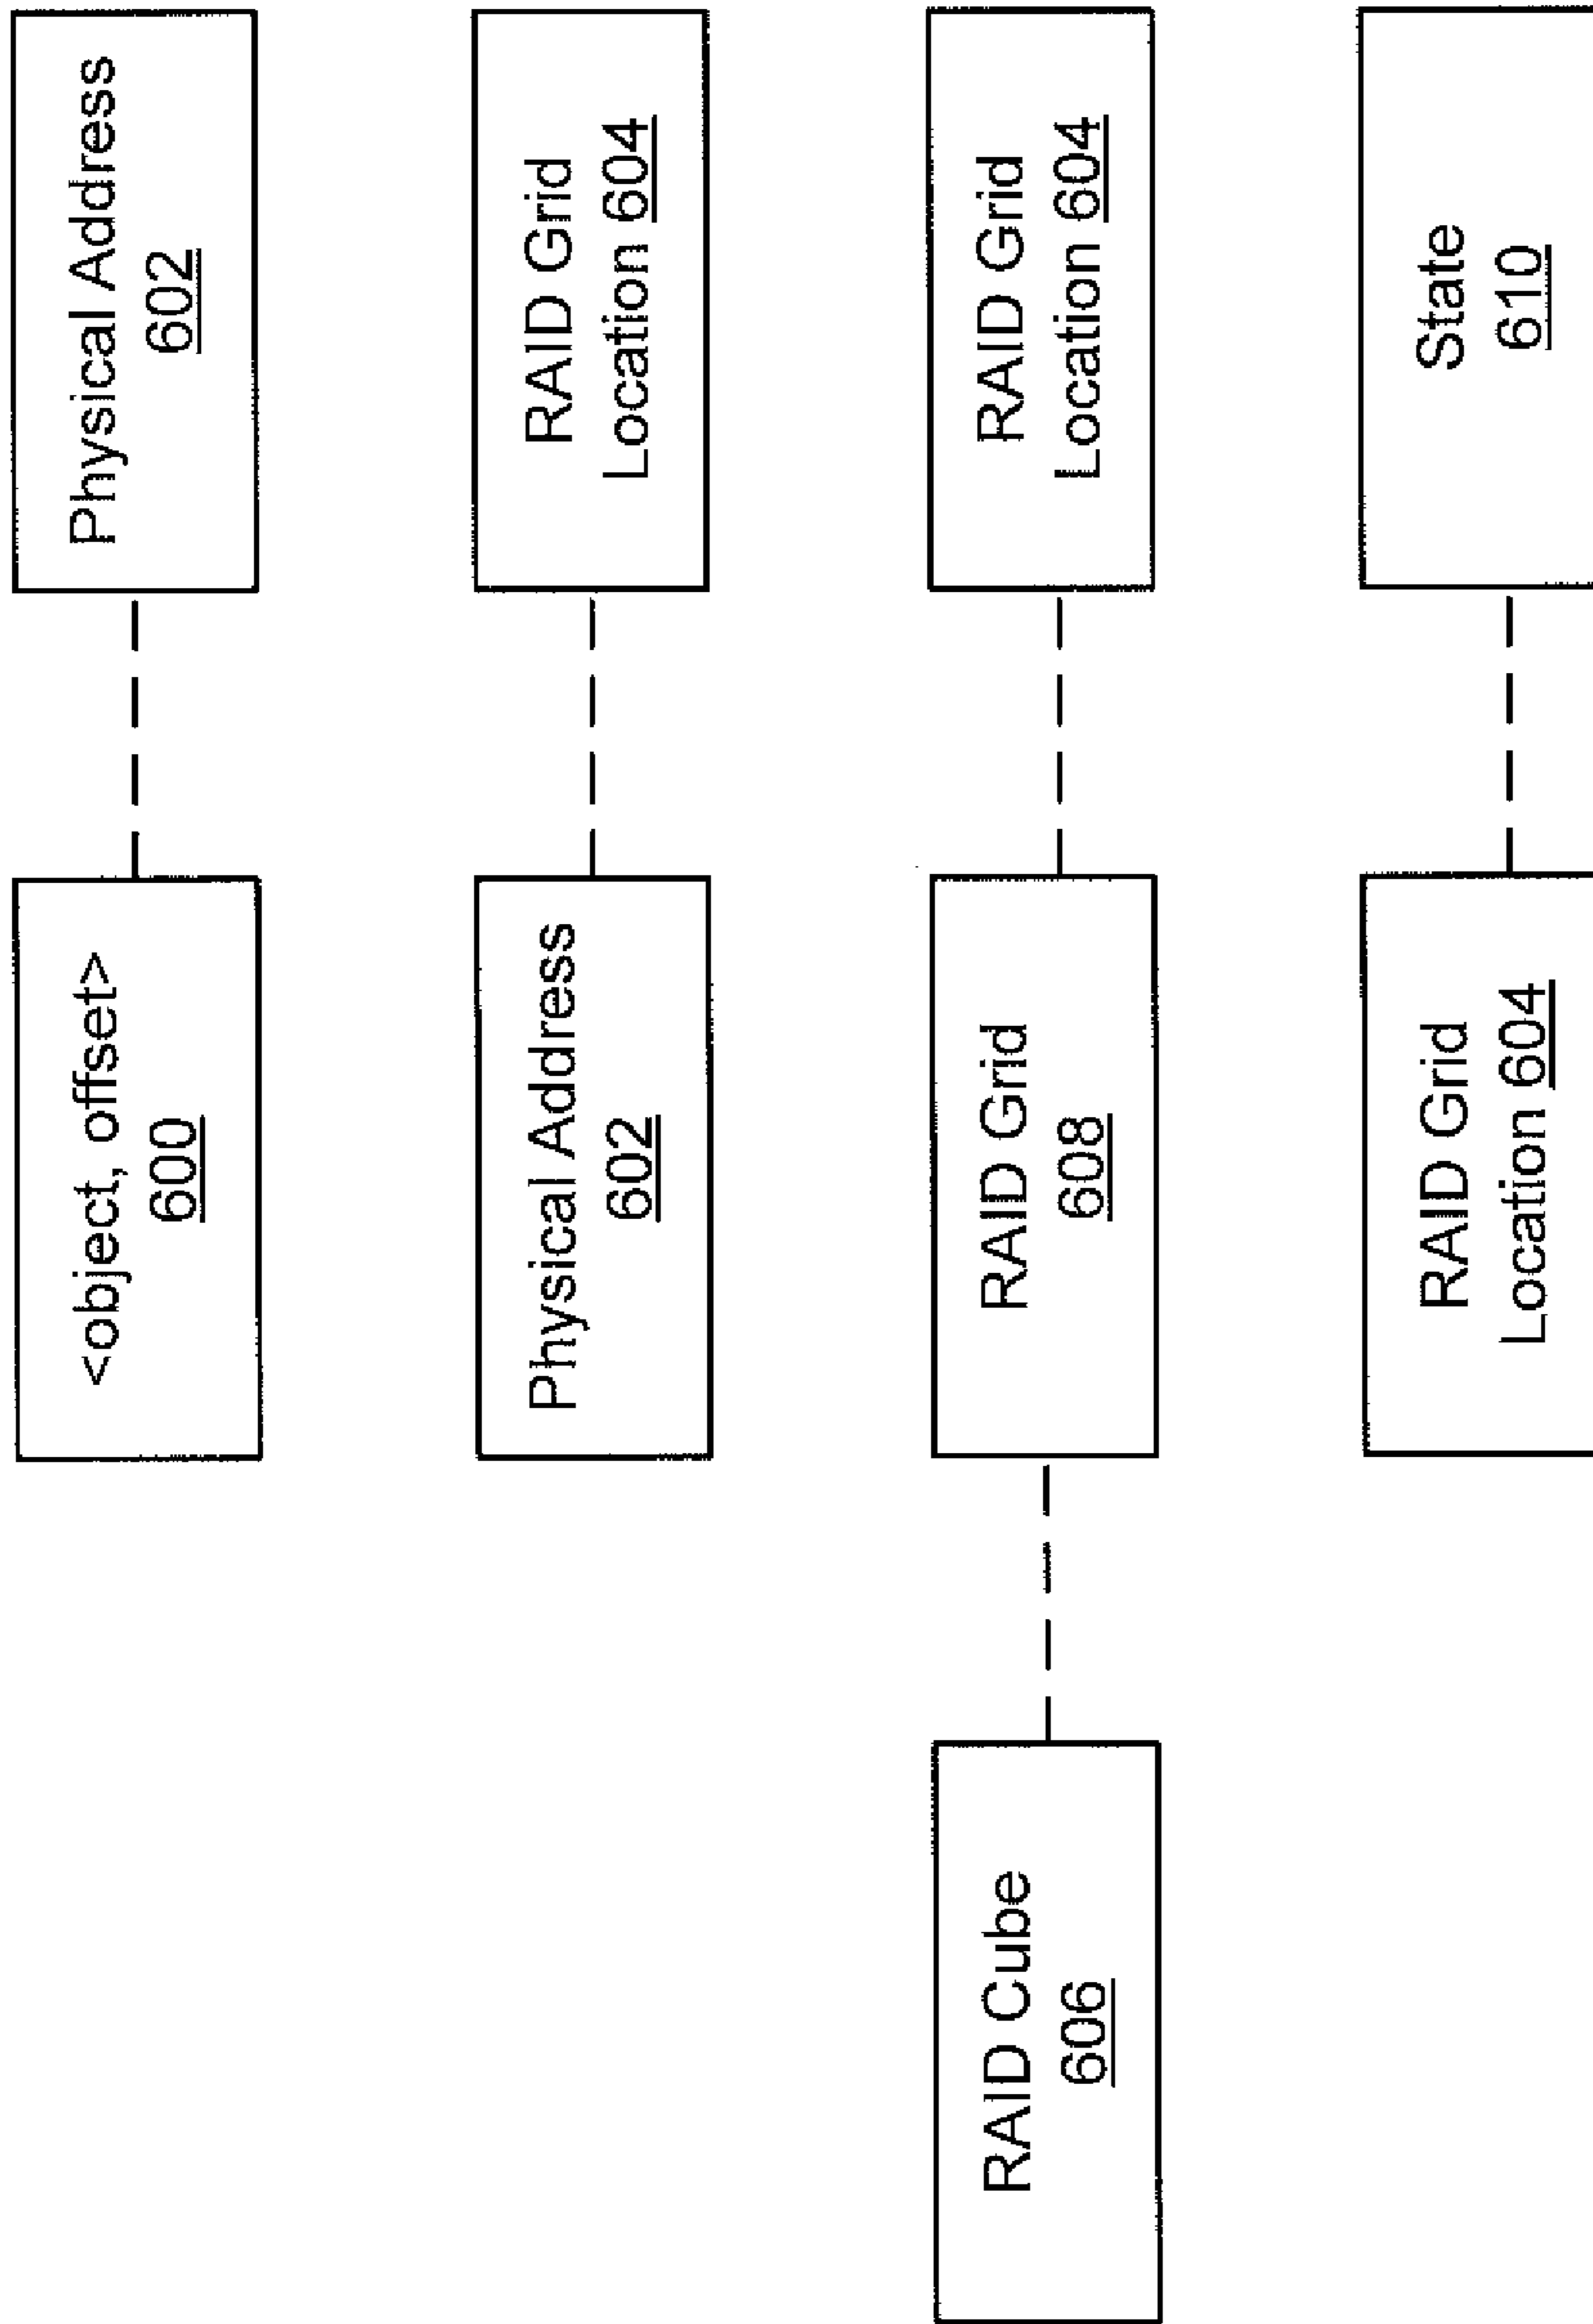 <object, offset>
600
Physical Address
602
Physical Address
602
RAID Grid
Location 604
RAID Cube
606
RAID Grid
608
RAID Grid
Location 604
RAID Grid
Location 604
State
610